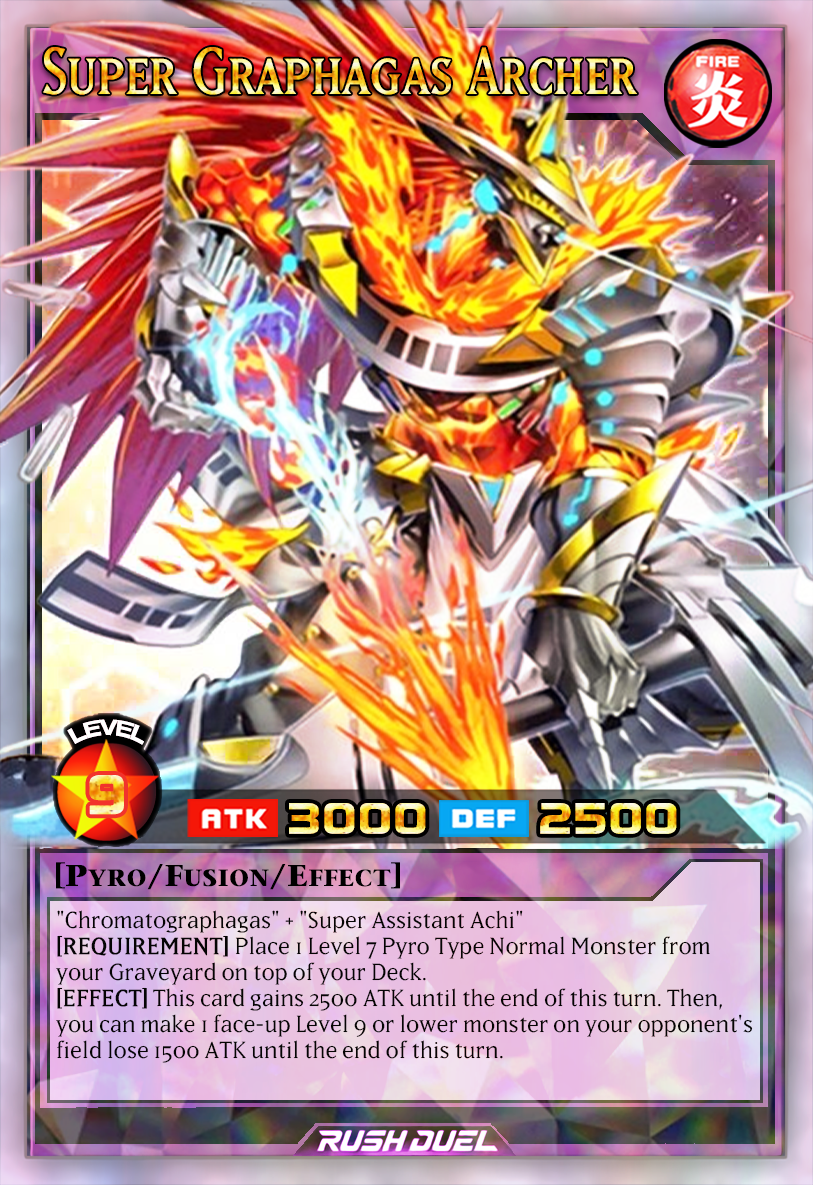 Super Graphagas Archer
FIRE
炎
LEVEL
9
ATK 3000 DEF 2500
[Pyro/Fusion/Effect]
"Chromatographagas" + "Super Assistant Achi"
[REQUIREMENT] Place 1 Level 7 Pyro Type Normal Monster from
your Graveyard on top of your Deck.
[EFFECT] This card gains 2500 ATK until the end of this turn. Then,
you can make 1 face-up Level 9 or lower monster on your opponent's
field lose 1500 ATK until the end of this turn.
RUSH DUEL